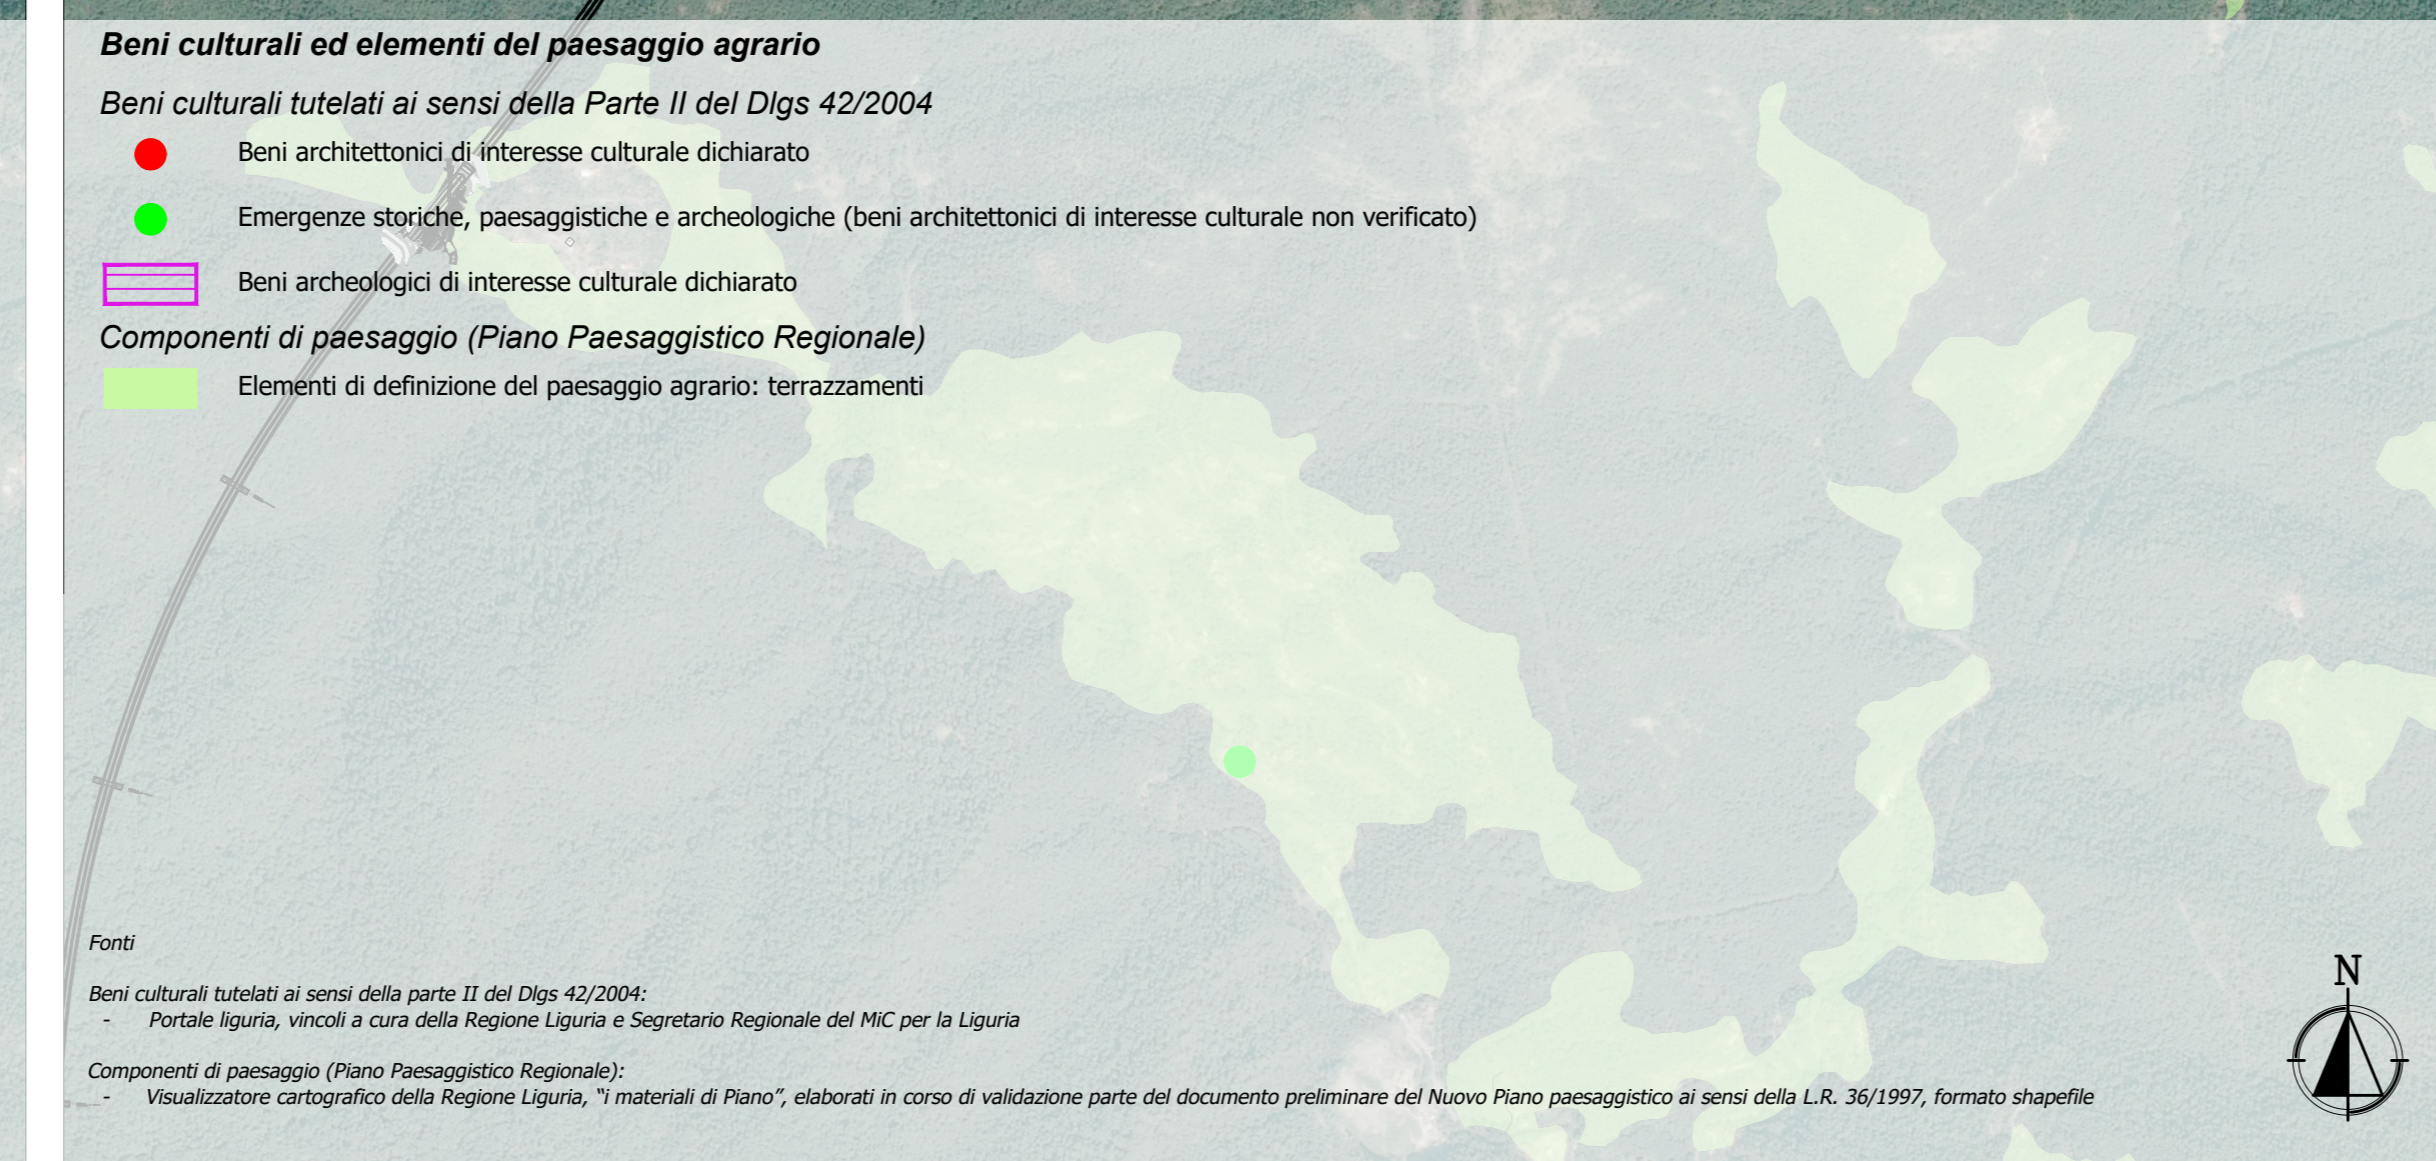 Beni culturali ed elementi del paesaggio agrario
Beni culturali tutelati ai sensi della Parte II del Dlgs 42/2004
Beni architettonici di interesse culturale dichiarato
Emergenze storiche, paesaggistiche e archeologiche (beni architettonici di interesse culturale non verificato)
Beni archeologici di interesse culturale dichiarato
Componenti di paesaggio (Piano Paesaggistico Regionale)
Elementi di definizione del paesaggio agrario: terrazzamenti
Fonti
Beni culturali tutelati ai sensi della parte II del Dlgs 42/2004:
- Portale liguria, vincoli a cura della Regione Liguria e Segretario Regionale del MiC per la Liguria
Componenti di paesaggio (Piano Paesaggistico Regionale):
- Visualizzatore cartografico della Regione Liguria, “i materiali di Piano”, elaborati in corso di validazione parte del documento preliminare del Nuovo Piano paesaggistico ai sensi della L.R. 36/1997, formato shapefile
N